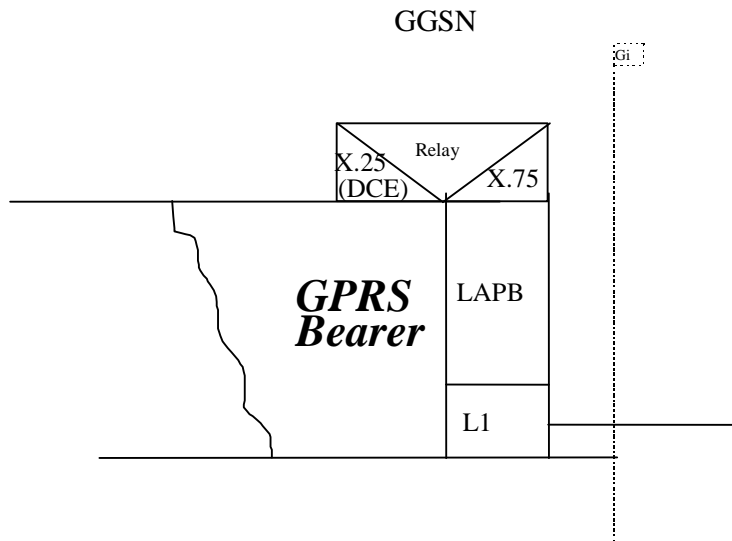 GGSN
Gi
Relay
X.25
(DCE)
X.75
GPRS
Bearer
LAPB
L1